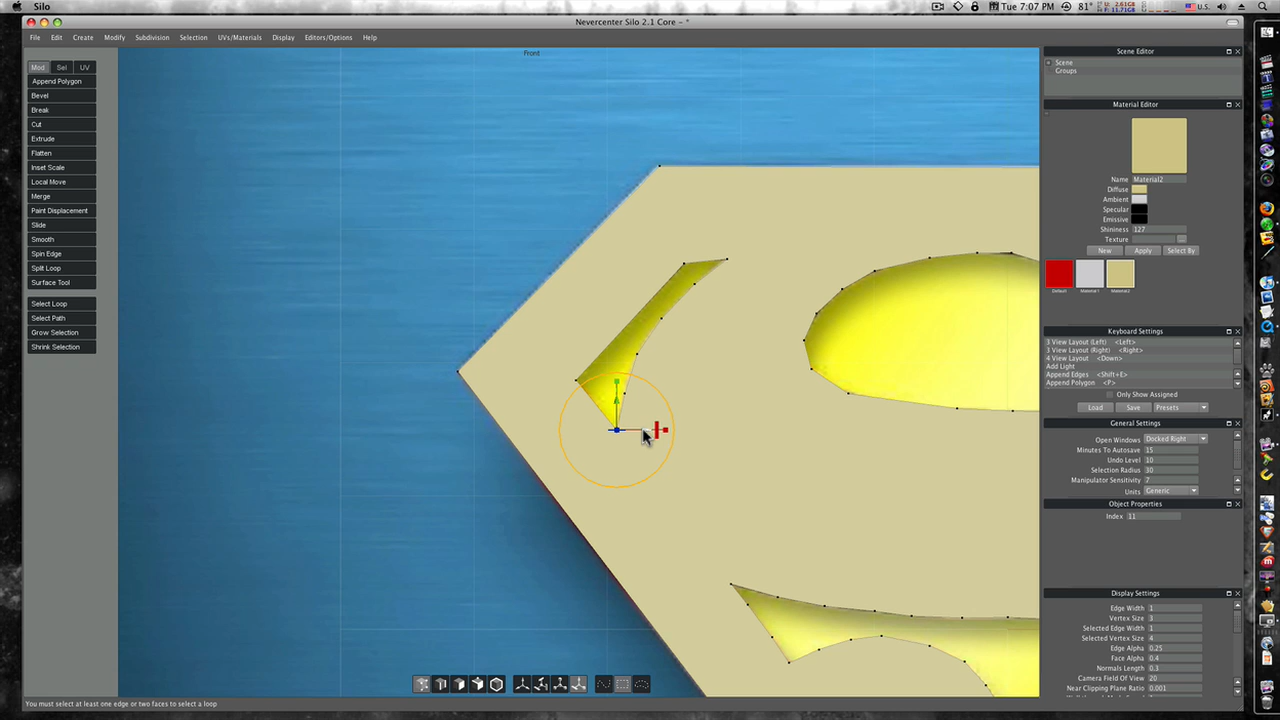 Silo
Tue 7:07 PM
81°
U.S.
Nevercenter Silo 2.1 Core – *
File Edit Create Modify Subdivision Selection UVs/Materials Display Editors/Options Help
Front
Mod Sel UV
Append Polygon
Bevel
Break
Cut
Extrude
Flatten
Inset Scale
Local Move
Merge
Paint Displacement
Slide
Smooth
Spin Edge
Split Loop
Surface Tool
Select Loop
Select Path
Grow Selection
Shrink Selection
Scene Editor
Scene
Groups
Material Editor
Name Material2
Diffuse
Ambient
Specular
Emissive
Shininess 127
Texture ...
New Apply Select By
Default Material1 Material2
Keyboard Settings
3 View Layout (Left) <Left>
3 View Layout (Right) <Right>
4 View Layout <Down>
Add Light
Append Edges <Shift+E>
Append Polygon <P>
Only Show Assigned
Load Save Presets
General Settings
Open Windows Docked Right
Minutes To Autosave 15
Undo Level 10
Selection Radius 30
Manipulator Sensitivity 7
Units Generic
Object Properties
Index 11
Display Settings
Edge Width 1
Vertex Size 3
Selected Edge Width 1
Selected Vertex Size 4
Edge Alpha 0.25
Face Alpha 0.4
Normals Length 0.3
Camera Field Of View 20
Near Clipping Plane Ratio 0.001
You must select at least one edge or two faces to select a loop